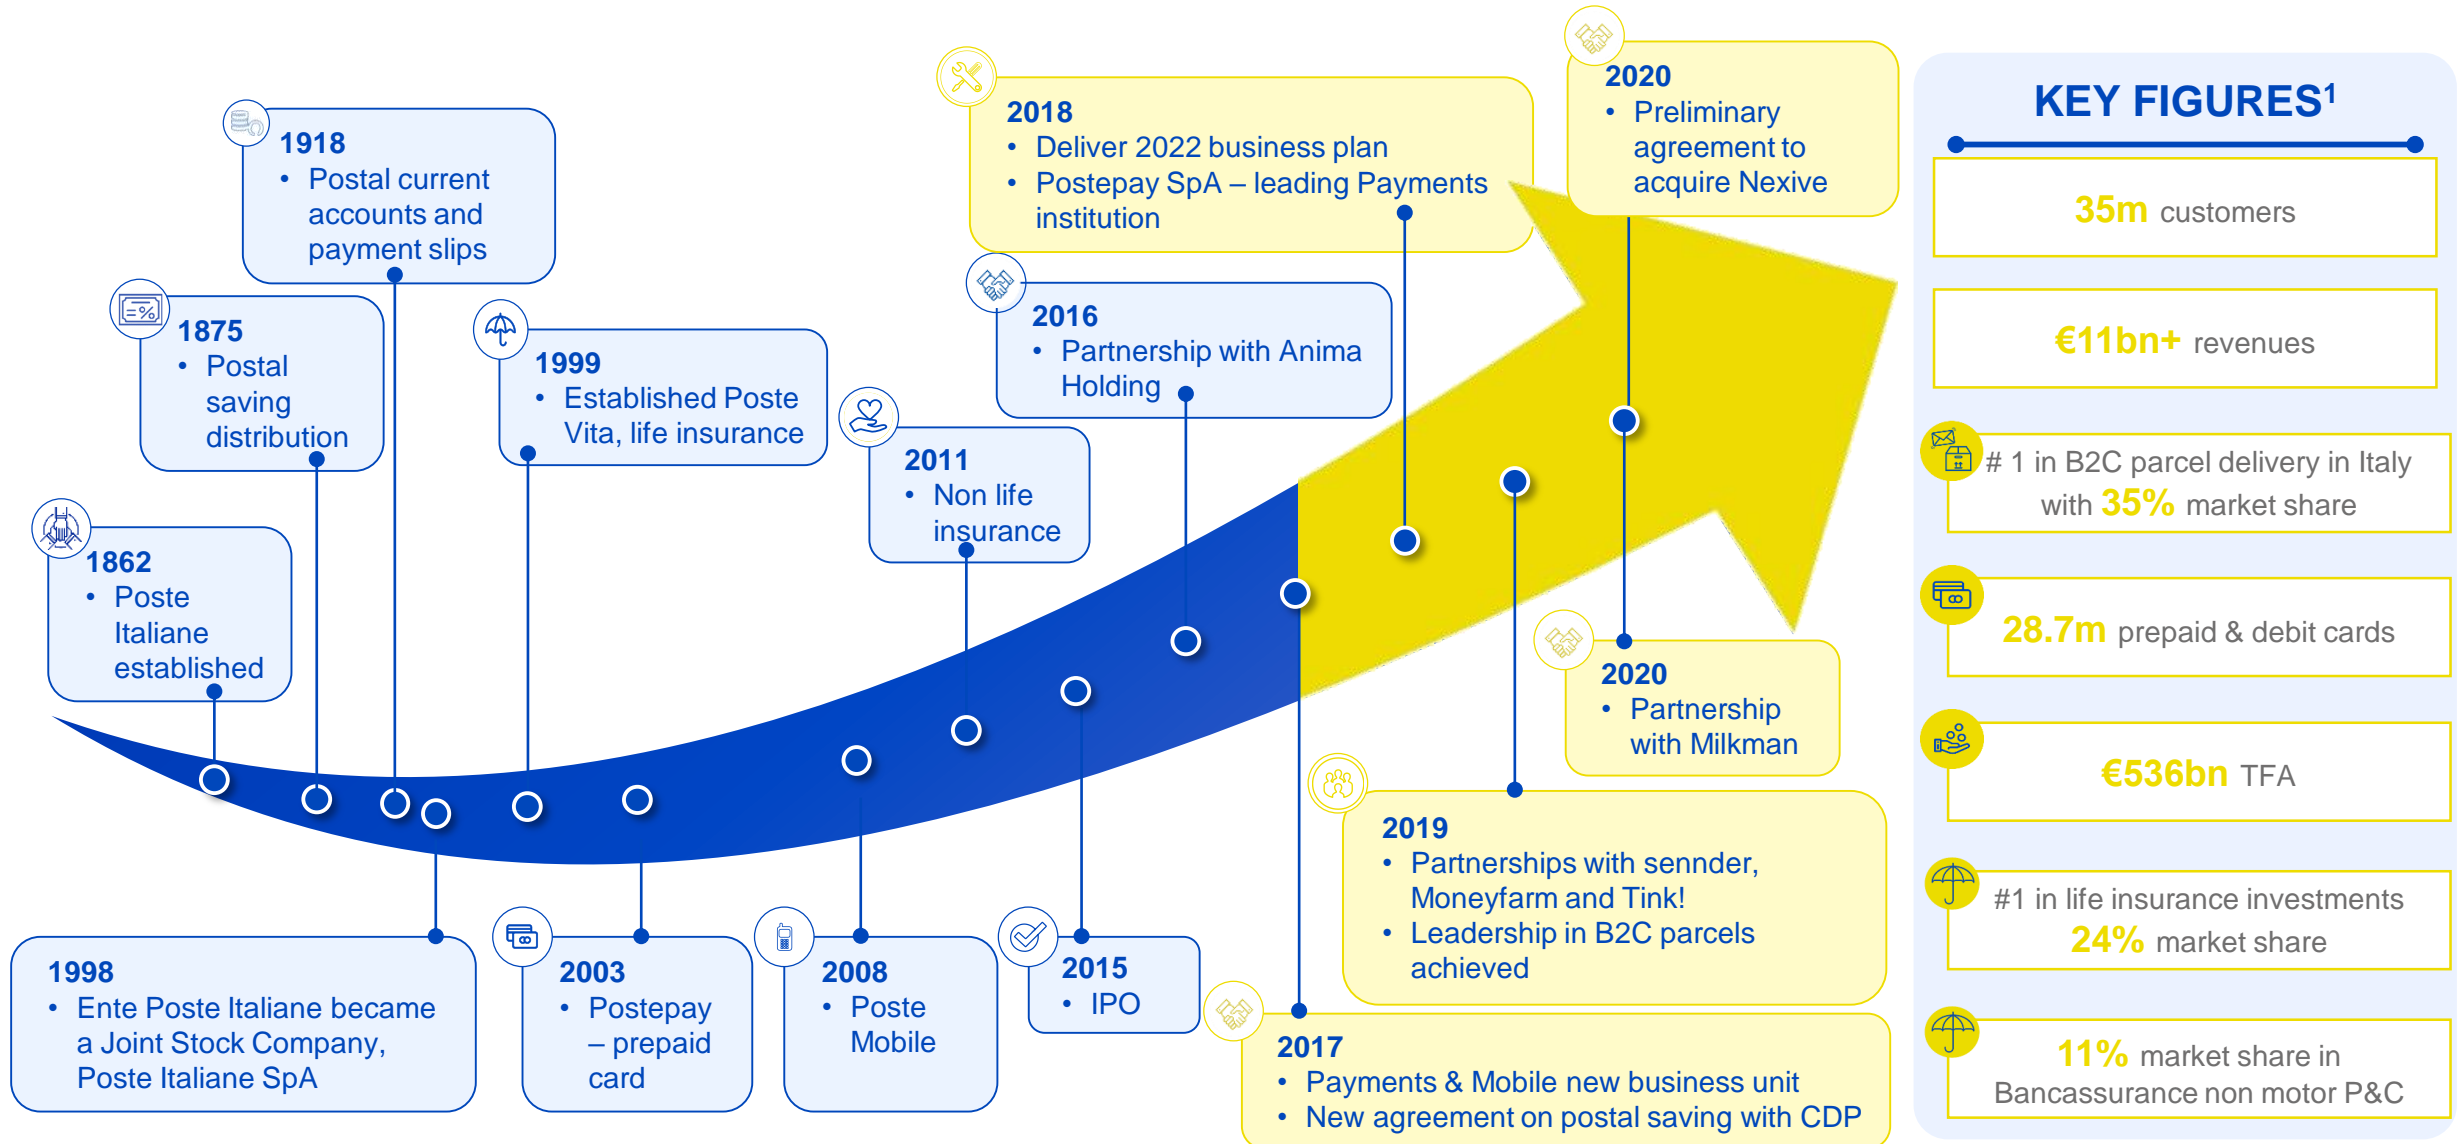 1862
• Poste
Italiane
established
1875
• Postal
saving
distribution
1918
• Postal current
accounts and
payment slips
1998
• Ente Poste Italiane became
a Joint Stock Company,
Poste Italiane SpA
1999
• Established Poste
Vita, life insurance
2003
• Postepay
– prepaid
card
2008
• Poste
Mobile
2011
• Non life
insurance
2015
• IPO
2016
• Partnership with Anima
Holding
2017
• Payments & Mobile new business unit
• New agreement on postal saving with CDP
2018
• Deliver 2022 business plan
• Postepay SpA – leading Payments
institution
2019
• Partnerships with sennder,
Moneyfarm and Tink!
• Leadership in B2C parcels
achieved
2020
• Partnership
with Milkman
2020
• Preliminary
agreement to
acquire Nexive
KEY FIGURES¹
35m customers
€11bn+ revenues
# 1 in B2C parcel delivery in Italy
with 35% market share
28.7m prepaid & debit cards
€536bn TFA
#1 in life insurance investments
24% market share
11% market share in
Bancassurance non motor P&C